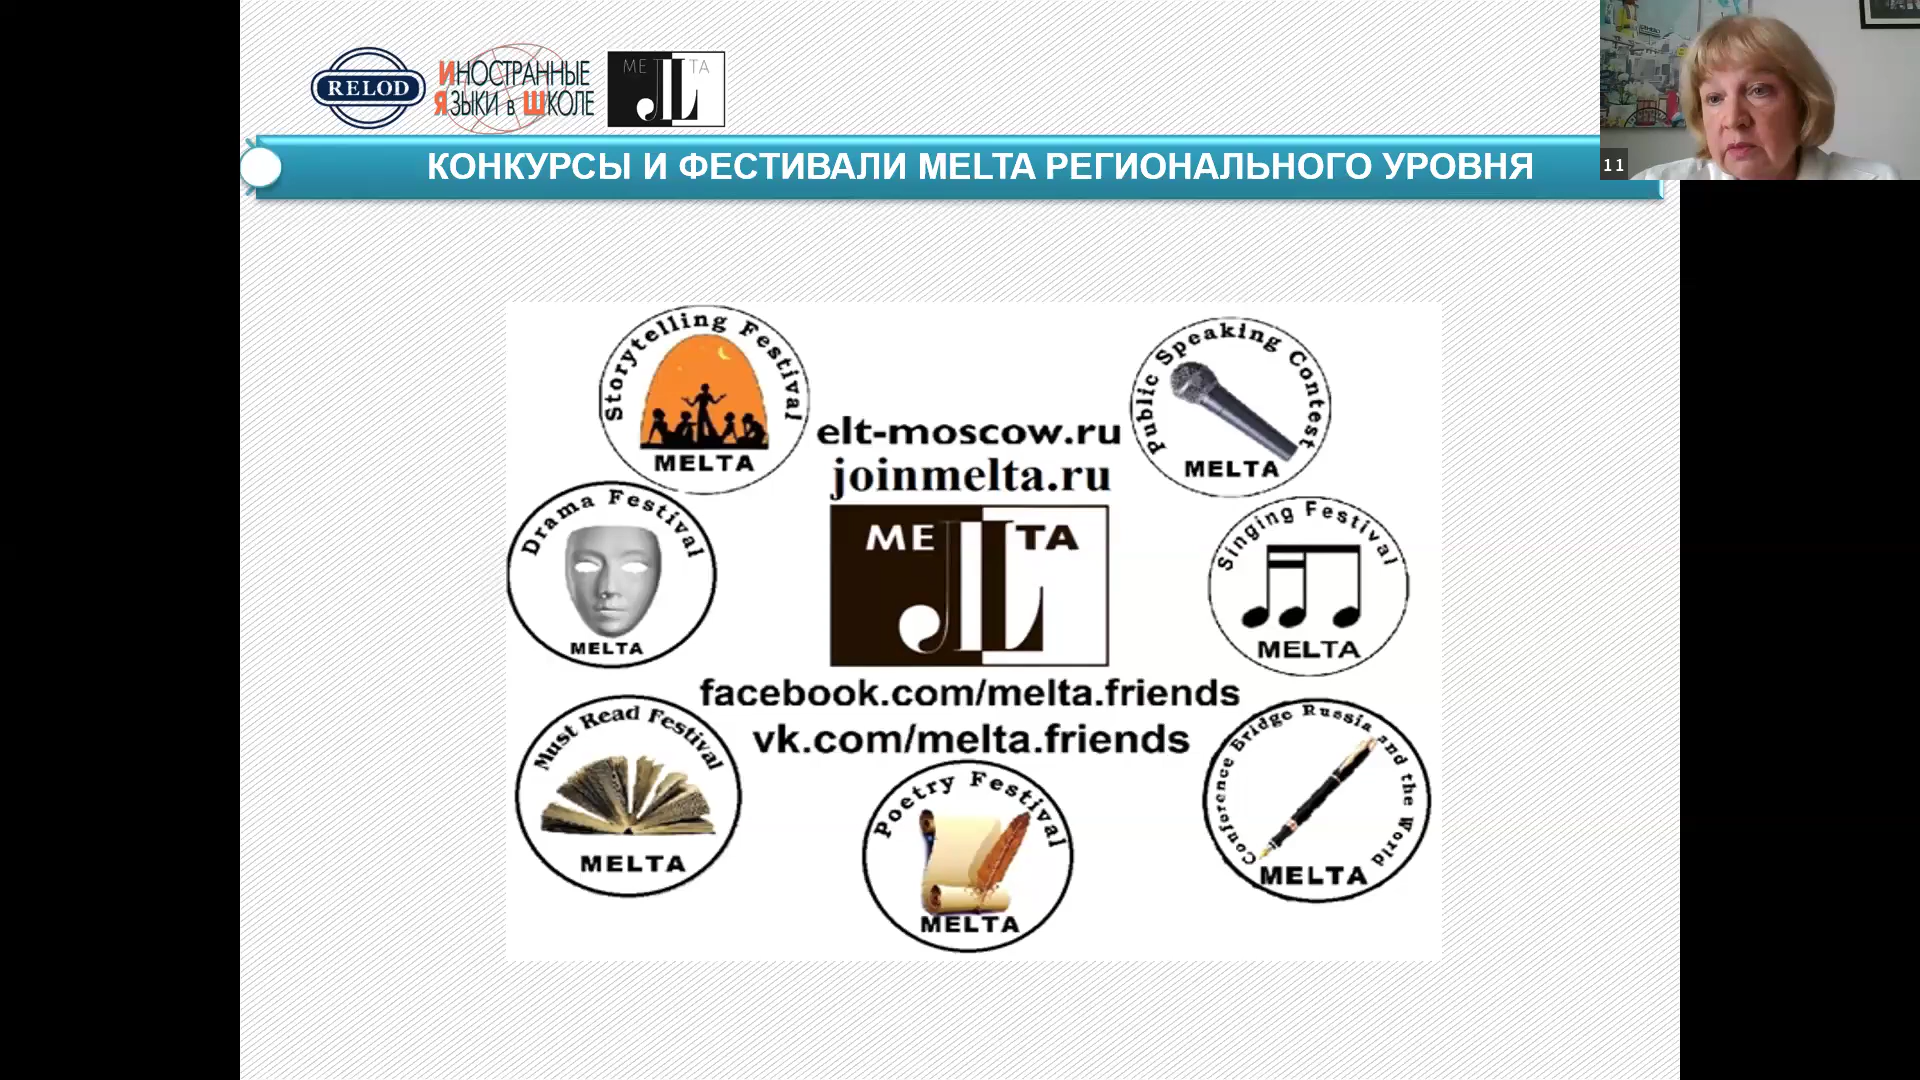 RELOD
ИНОСТРАННЫЕ
ЯЗЫКИ в ШКОЛЕ
ME TA
JL
КОНКУРСЫ И ФЕСТИВАЛИ MELTA РЕГИОНАЛЬНОГО УРОВНЯ
11
Storytelling Festival
MELTA
Public Speaking Contest
MELTA
elt-moscow.ru
joinmelta.ru
ME TA
JL
Drama Festival
MELTA
Singing Festival
MELTA
facebook.com/melta.friends
vk.com/melta.friends
Must Read Festival
MELTA
Poetry Festival
MELTA
Conference Bridge Russia and the World
MELTA